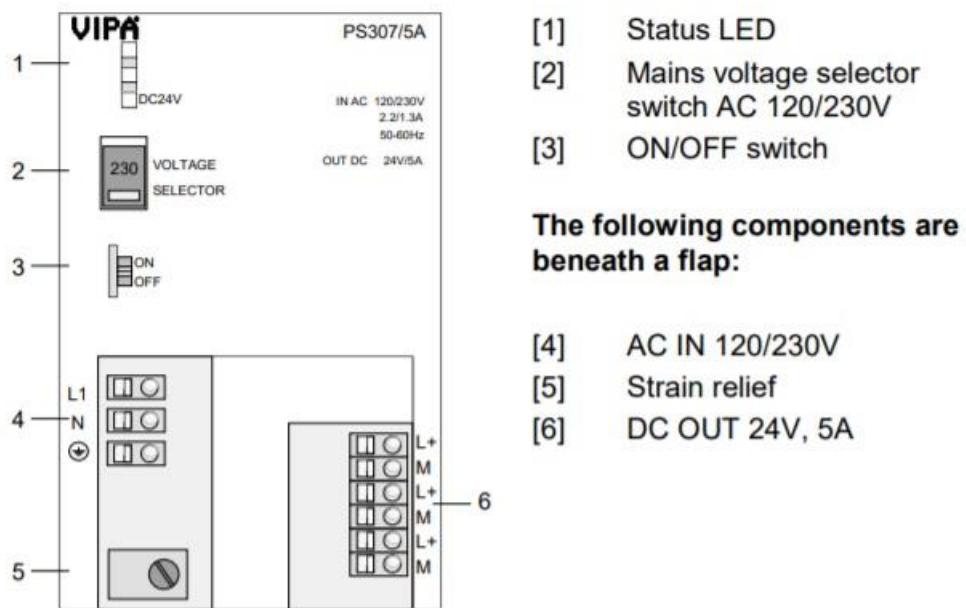 VIPA
PS307/5A
1
DC24V
IN AC 120/230V
2.2/1.3A
50-60Hz
OUT DC 24V/5A
2
230
VOLTAGE
SELECTOR
3
ON
OFF
L1
4
N
L+
M
L+
M
L+
M
6
5
[1] Status LED
[2] Mains voltage selector
switch AC 120/230V
[3] ON/OFF switch
The following components are
beneath a flap:
[4] AC IN 120/230V
[5] Strain relief
[6] DC OUT 24V, 5A